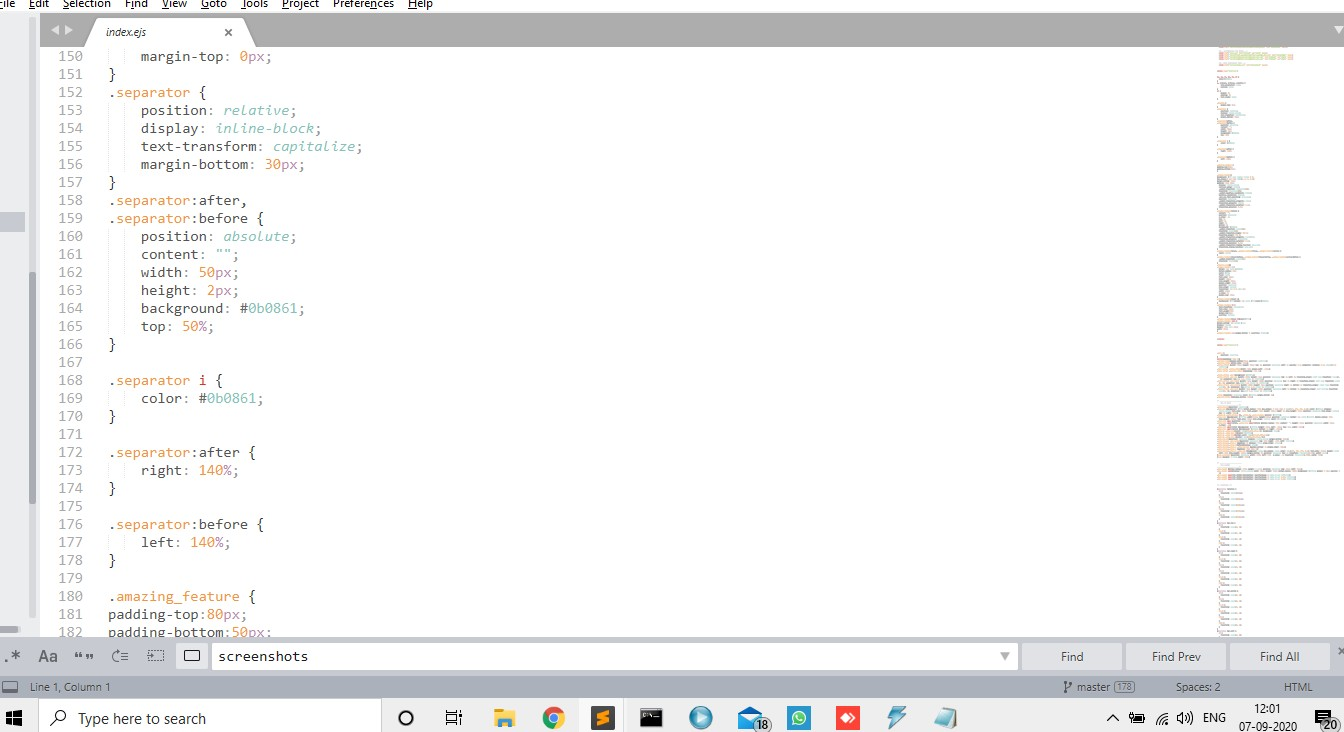 File Edit Selection Find View Goto Tools Project Preferences Help
index.ejs
150 margin-top: 0px;
151 }
152 .separator {
153 position: relative;
154 display: inline-block;
155 text-transform: capitalize;
156 margin-bottom: 30px;
157 }
158 .separator:after,
159 .separator:before {
160 position: absolute;
161 content: "";
162 width: 50px;
163 height: 2px;
164 background: #0b0861;
165 top: 50%;
166 }
167
168 .separator i {
169 color: #0b0861;
170 }
171
172 .separator:after {
173 right: 140%;
174 }
175
176 .separator:before {
177 left: 140%;
178 }
179
180 .amazing_feature {
181 padding-top:80px;
182 padding-bottom:50px;
.* Aa “” screenshots Find Find Prev Find All
Line 1, Column 1 master 178 Spaces: 2 HTML
Type here to search 18 ENG 12:01
07-09-2020 20